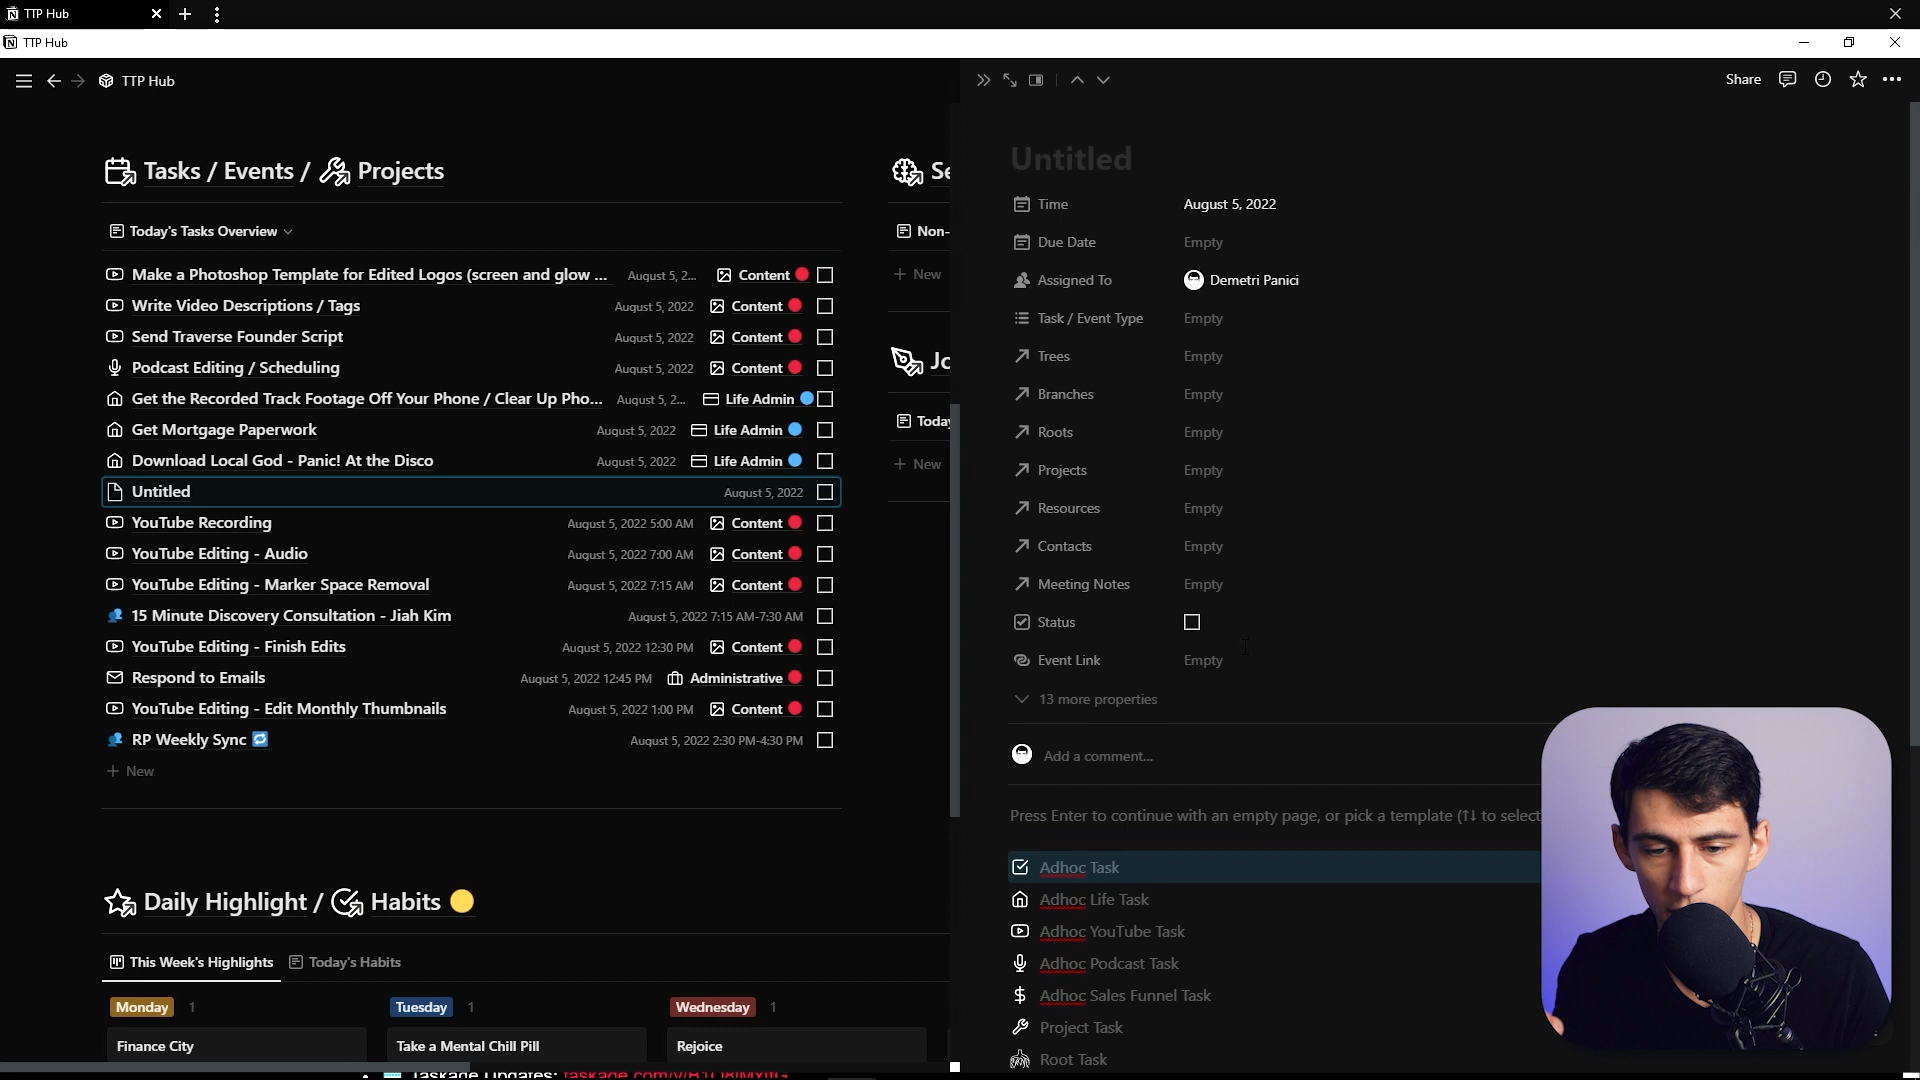 TTP Hub
TTP Hub
TTP Hub
Share
Tasks / Events / Projects
Today's Tasks Overview
Make a Photoshop Template for Edited Logos (screen and glow ... August 5, 2... Content
Write Video Descriptions / Tags August 5, 2022 Content
Send Traverse Founder Script August 5, 2022 Content
Podcast Editing / Scheduling August 5, 2022 Content
Get the Recorded Track Footage Off Your Phone / Clear Up Pho... August 5, 2... Life Admin
Get Mortgage Paperwork August 5, 2022 Life Admin
Download Local God - Panic! At the Disco August 5, 2022 Life Admin
Untitled August 5, 2022
YouTube Recording August 5, 2022 5:00 AM Content
YouTube Editing - Audio August 5, 2022 7:00 AM Content
YouTube Editing - Marker Space Removal August 5, 2022 7:15 AM Content
15 Minute Discovery Consultation - Jiah Kim August 5, 2022 7:15 AM-7:30 AM
YouTube Editing - Finish Edits August 5, 2022 12:30 PM Content
Respond to Emails August 5, 2022 12:45 PM Administrative
YouTube Editing - Edit Monthly Thumbnails August 5, 2022 1:00 PM Content
RP Weekly Sync August 5, 2022 2:30 PM-4:30 PM
+ New
Daily Highlight / Habits
This Week's Highlights Today's Habits
Monday 1 Tuesday 1 Wednesday 1
Finance City Take a Mental Chill Pill Rejoice
Se
Non-
+ New
Jo
Today
+ New
Untitled
Time August 5, 2022
Due Date Empty
Assigned To Demetri Panici
Task / Event Type Empty
Trees Empty
Branches Empty
Roots Empty
Projects Empty
Resources Empty
Contacts Empty
Meeting Notes Empty
Status
Event Link Empty
13 more properties
Add a comment...
Press Enter to continue with an empty page, or pick a template (↑↓ to select
Adhoc Task
Adhoc Life Task
Adhoc YouTube Task
Adhoc Podcast Task
Adhoc Sales Funnel Task
Project Task
Root Task
Taskade Updates: